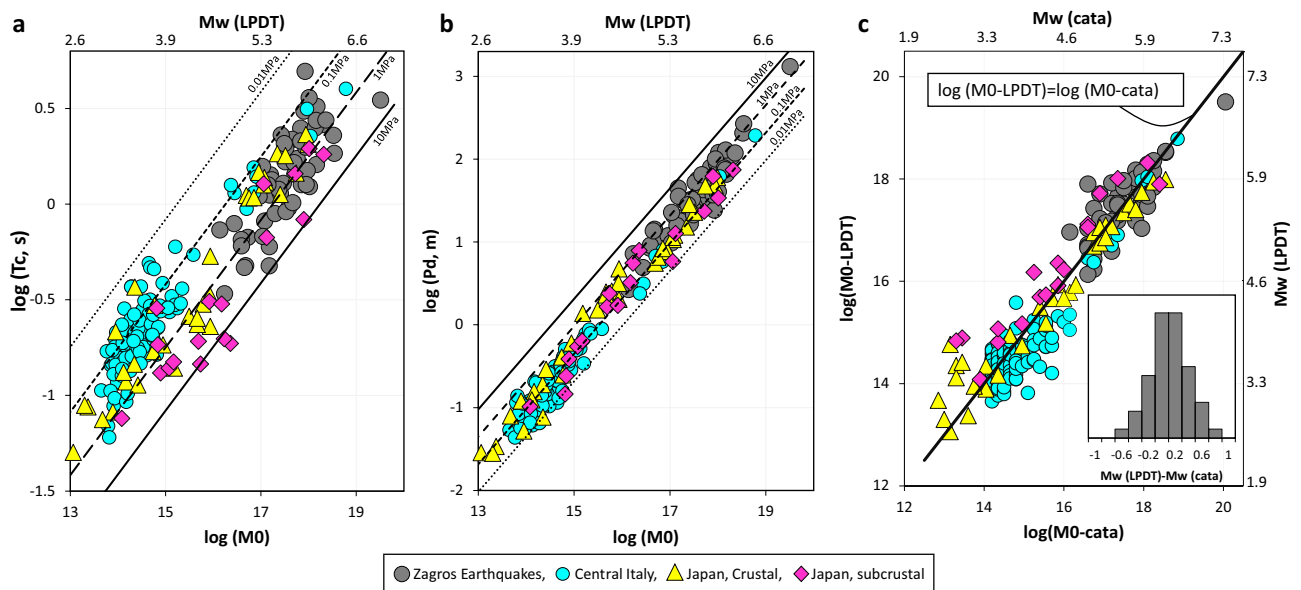 a
Mw (LPDT)
2.6 3.9 5.3 6.6
0.01MPa
0.1MPa
1MPa
10MPa
log (Tc, s)
0.5
0
-0.5
-1
-1.5
13 15 17 19
log (M0)
b
Mw (LPDT)
2.6 3.9 5.3 6.6
10MPa
1MPa
0.1MPa
0.01MPa
log (Pd, m)
3
2
1
0
-1
-2
13 15 17 19
log (M0)
c
Mw (cata)
1.9 3.3 4.6 5.9 7.3
log (M0-LPDT)=log (M0-cata)
log(M0-LPDT)
20
18
16
14
12
12 14 16 18 20
log(M0-cata)
Mw (LPDT)
7.3
5.9
4.6
3.3
1.9
-1 -0.6 -0.2 0.2 0.6 1
Mw (LPDT)-Mw (cata)
Zagros Earthquakes, Central Italy, Japan, Crustal, Japan, subcrustal